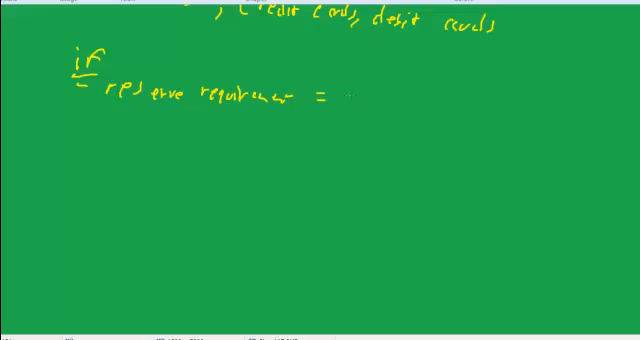 , credit cards, debit cards
if
reserve requirement =